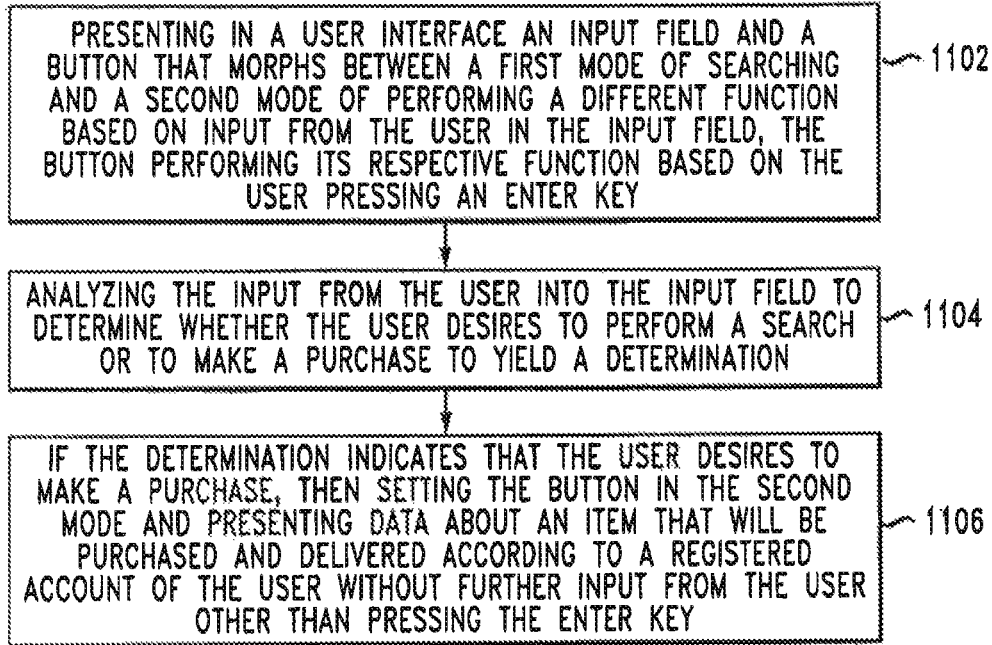 PRESENTING IN A USER INTERFACE AN INPUT FIELD AND A
BUTTON THAT MORPHS BETWEEN A FIRST MODE OF SEARCHING
AND A SECOND MODE OF PERFORMING A DIFFERENT FUNCTION
BASED ON INPUT FROM THE USER IN THE INPUT FIELD, THE
BUTTON PERFORMING ITS RESPECTIVE FUNCTION BASED ON THE
USER PRESSING AN ENTER KEY
1102
ANALYZING THE INPUT FROM THE USER INTO THE INPUT FIELD TO
DETERMINE WHETHER THE USER DESIRES TO PERFORM A SEARCH
OR TO MAKE A PURCHASE TO YIELD A DETERMINATION
1104
IF THE DETERMINATION INDICATES THAT THE USER DESIRES TO
MAKE A PURCHASE, THEN SETTING THE BUTTON IN THE SECOND
MODE AND PRESENTING DATA ABOUT AN ITEM THAT WILL BE
PURCHASED AND DELIVERED ACCORDING TO A REGISTERED
ACCOUNT OF THE USER WITHOUT FURTHER INPUT FROM THE USER
OTHER THAN PRESSING THE ENTER KEY
1106